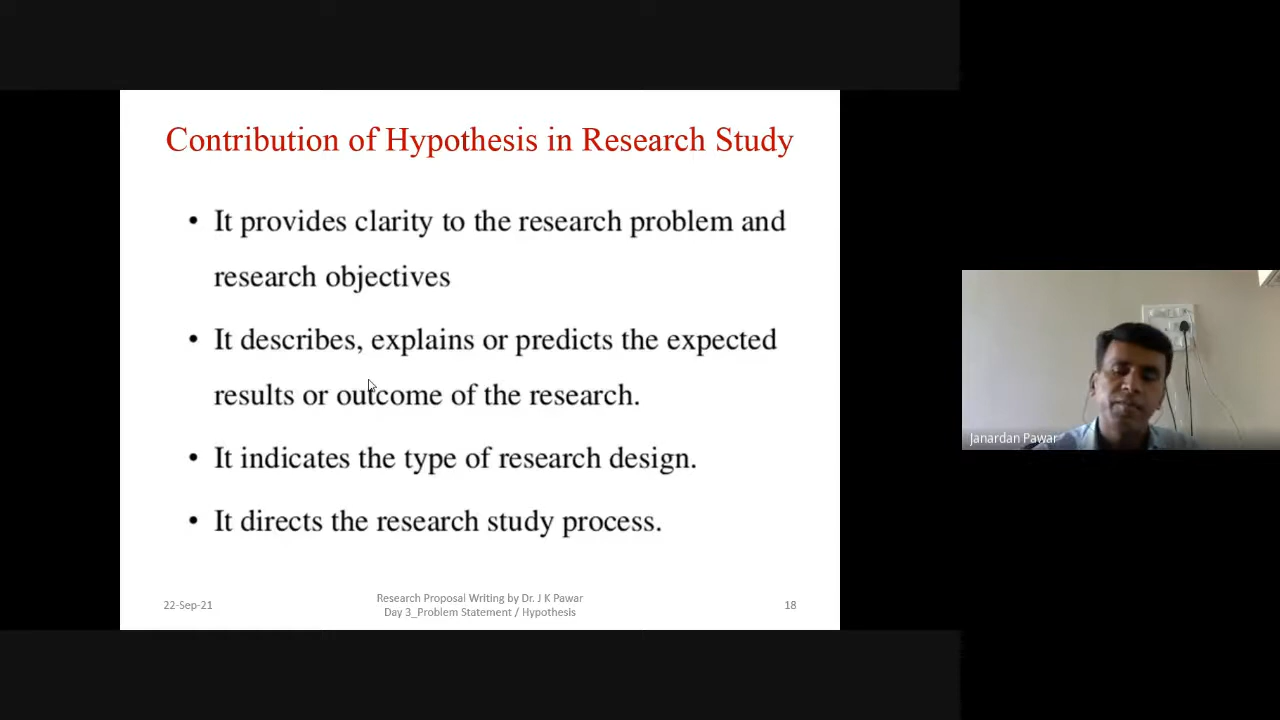 Contribution of Hypothesis in Research Study
• It provides clarity to the research problem and
research objectives
• It describes, explains or predicts the expected
results or outcome of the research.
• It indicates the type of research design.
• It directs the research study process.
22-Sep-21
Research Proposal Writing by Dr. J K Pawar
Day 3_Problem Statement / Hypothesis
18
Janardan Pawar